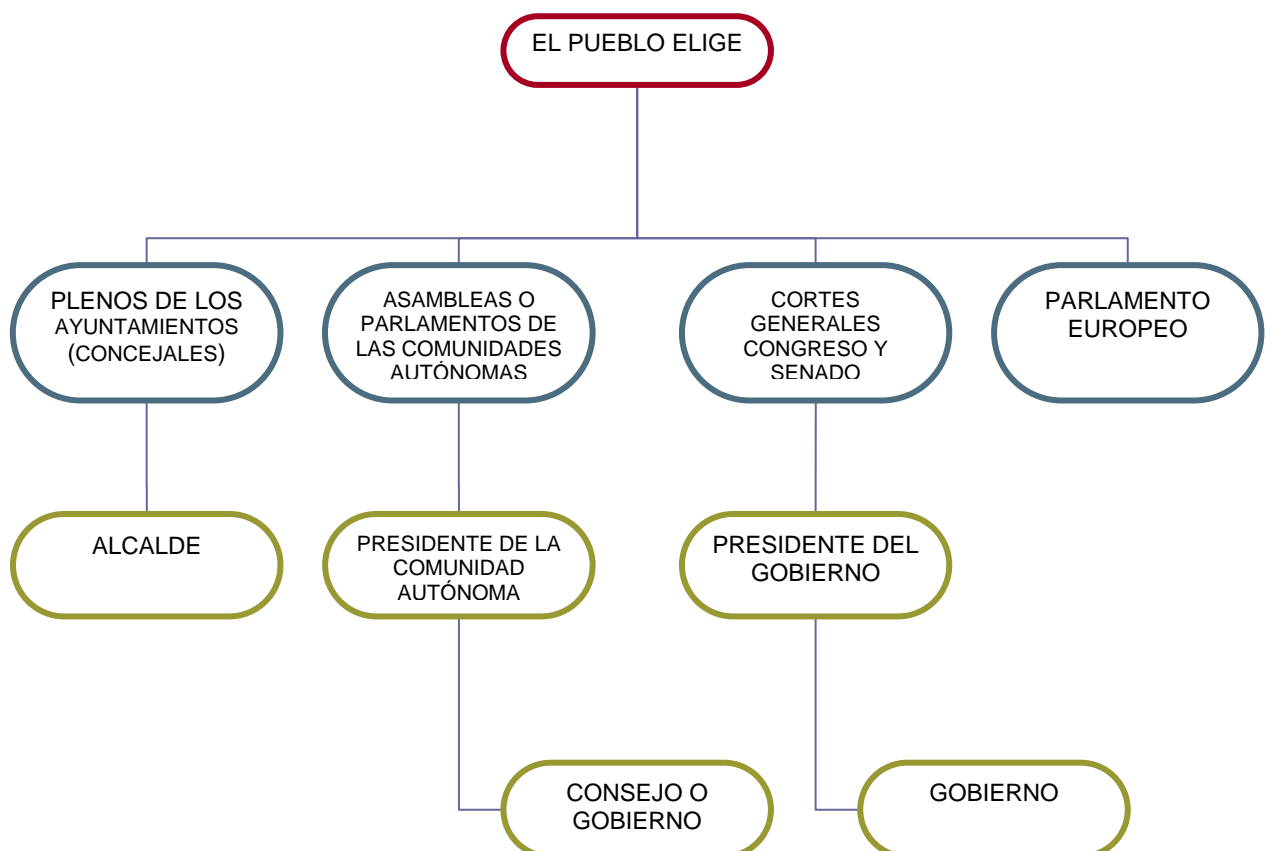 EL PUEBLO ELIGE
PLENOS DE LOS
AYUNTAMIENTOS
(CONCEJALES)
ASAMBLEAS O
PARLAMENTOS DE
LAS COMUNIDADES
AUTÓNOMAS
CORTES
GENERALES
CONGRESO Y
SENADO
PARLAMENTO
EUROPEO
ALCALDE
PRESIDENTE DE LA
COMUNIDAD
AUTÓNOMA
PRESIDENTE DEL
GOBIERNO
CONSEJO O
GOBIERNO
GOBIERNO